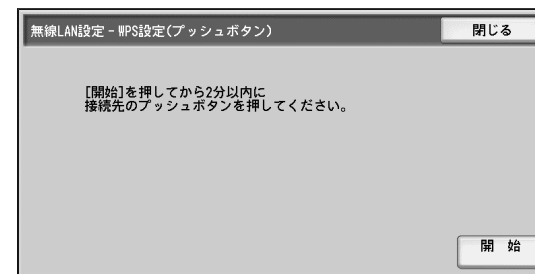 無線LAN設定－WPS設定(プッシュボタン)
閉じる
[開始]を押してから2分以内に
接続先のプッシュボタンを押してください。
開　始